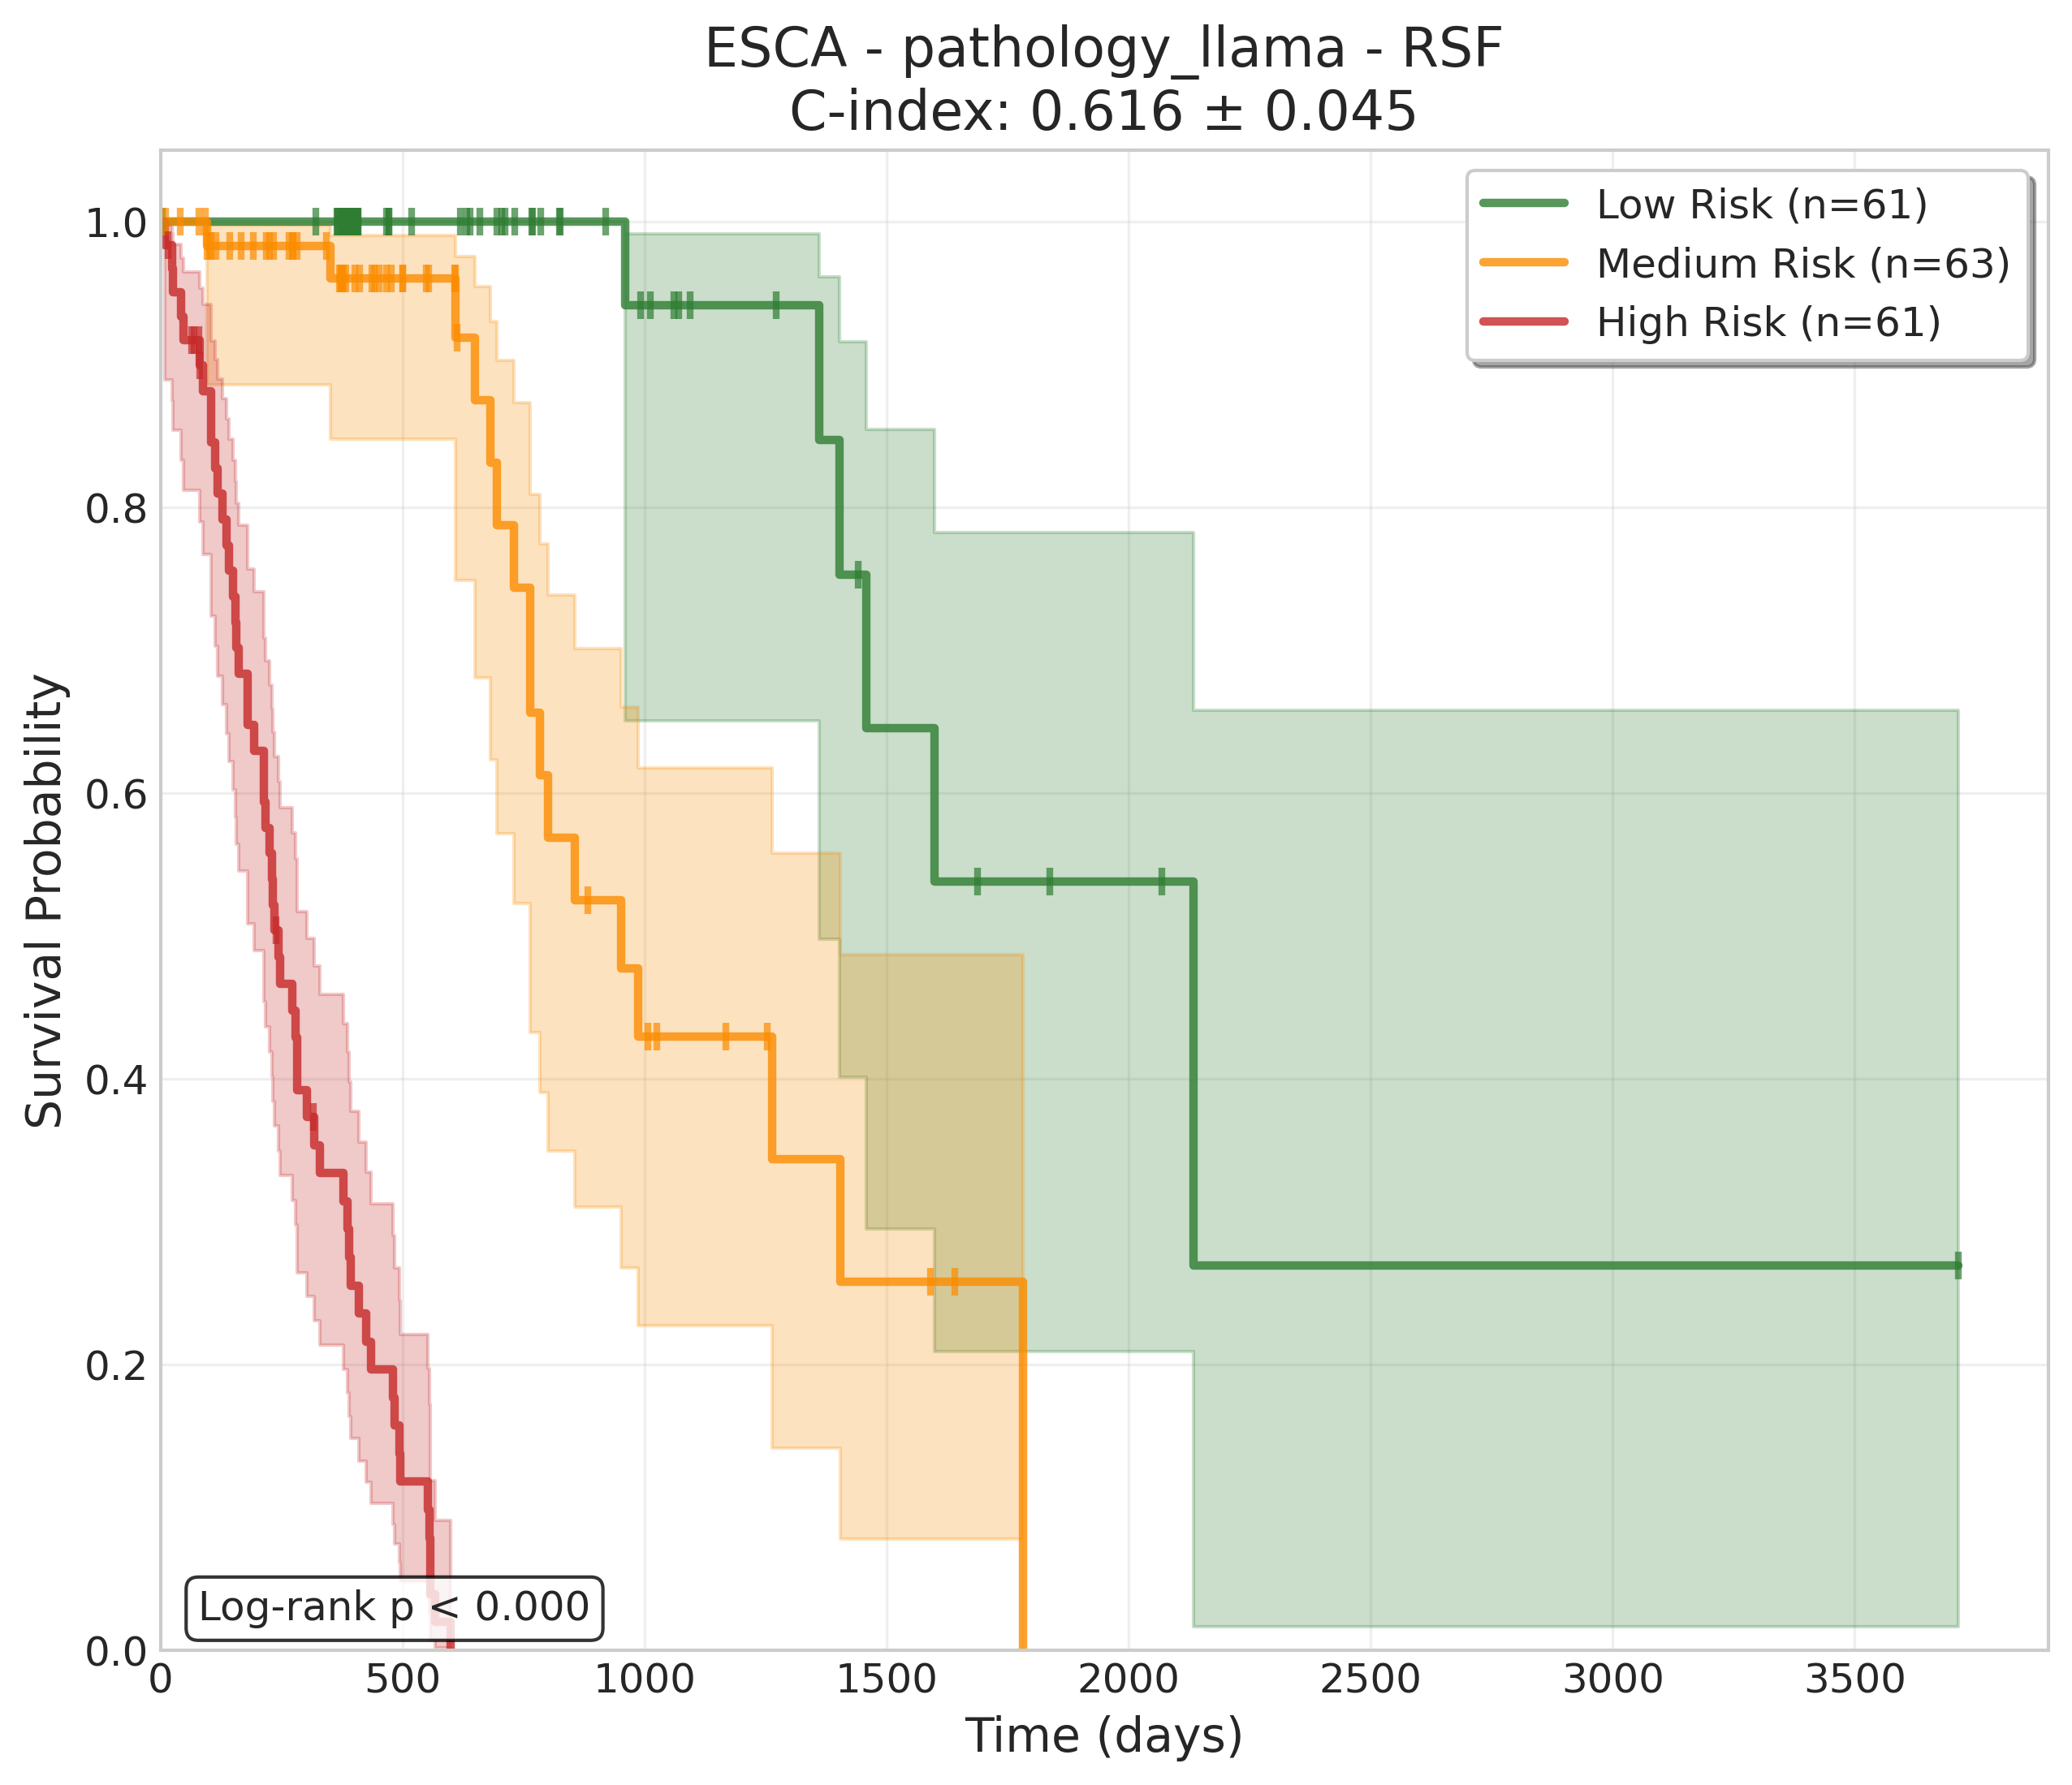 ESCA - pathology_llama - RSF
C-index: 0.616 ± 0.045
Low Risk (n=61)
Medium Risk (n=63)
High Risk (n=61)
Survival Probability
1.0
0.8
0.6
0.4
0.2
0.0
Log-rank p < 0.000
0 500 1000 1500 2000 2500 3000 3500
Time (days)